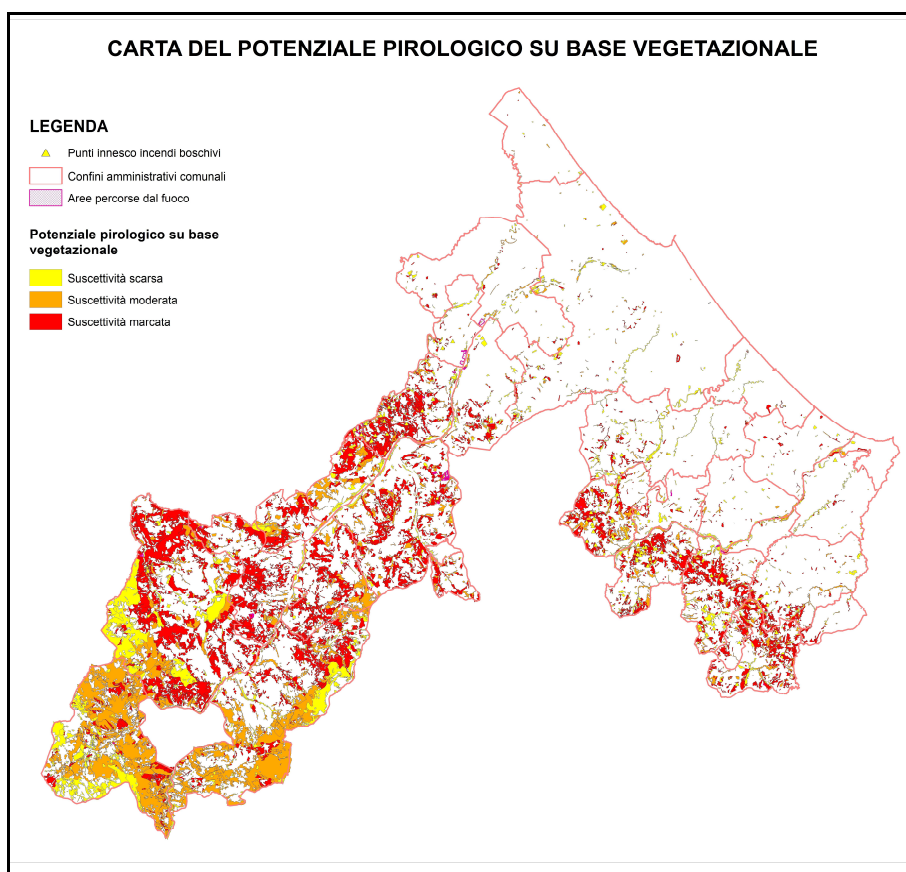 CARTA DEL POTENZIALE PIROLOGICO SU BASE VEGETAZIONALE
LEGENDA
Punti innesco incendi boschivi
Confini amministrativi comunali
Aree percorse dal fuoco
Potenziale pirologico su base
vegetazionale
Suscettività scarsa
Suscettività moderata
Suscettività marcata